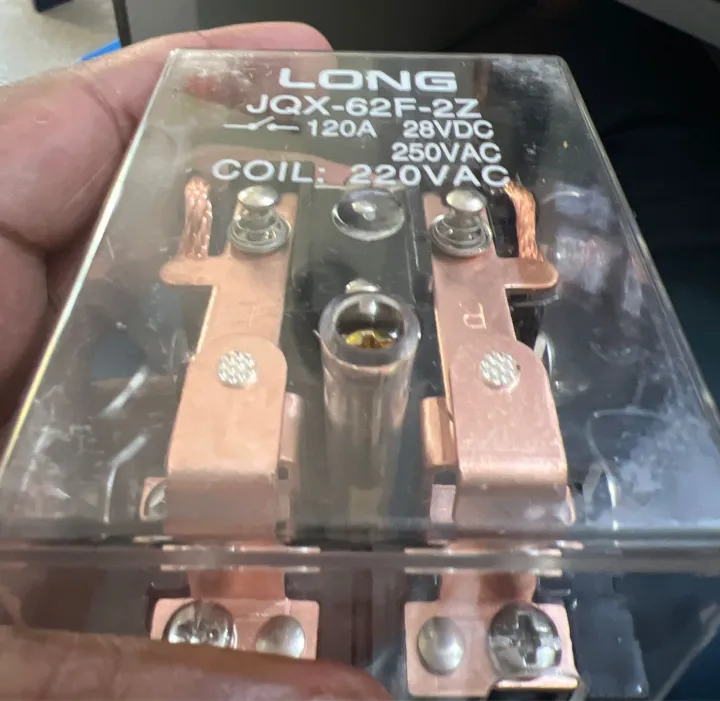 LONG
JQX-62F-2Z
120A 28VDC
250VAC
COIL: 220VAC